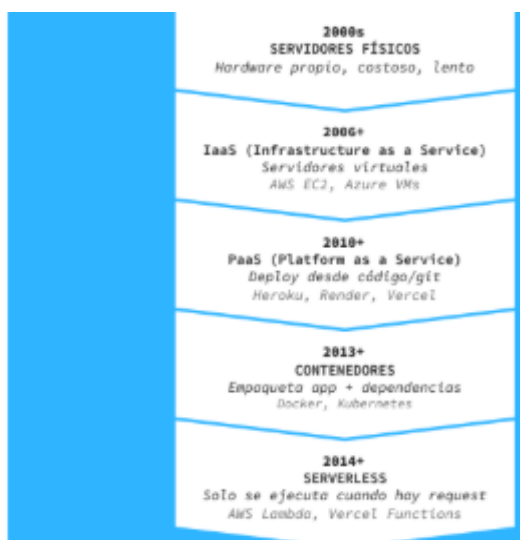 2000s
SERVIDORES FÍSICOS
Hardware propio, costoso, lento
2006+
IaaS (Infrastructure as a Service)
Servidores virtuales
AWS EC2, Azure VMs
2010+
PaaS (Platform as a Service)
Deploy desde código/git
Heroku, Render, Vercel
2013+
CONTENEDORES
Empaqueta app + dependencias
Docker, Kubernetes
2014+
SERVERLESS
Solo se ejecuta cuando hay request
AWS Lambda, Vercel Functions